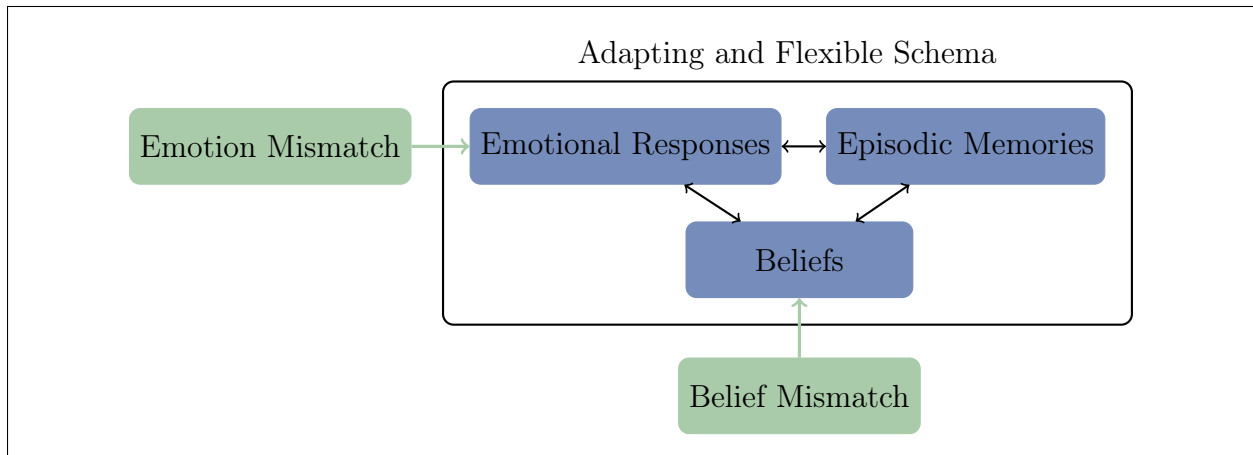 Adapting and Flexible Schema
Emotion Mismatch
Emotional Responses
Episodic Memories
Beliefs
Belief Mismatch